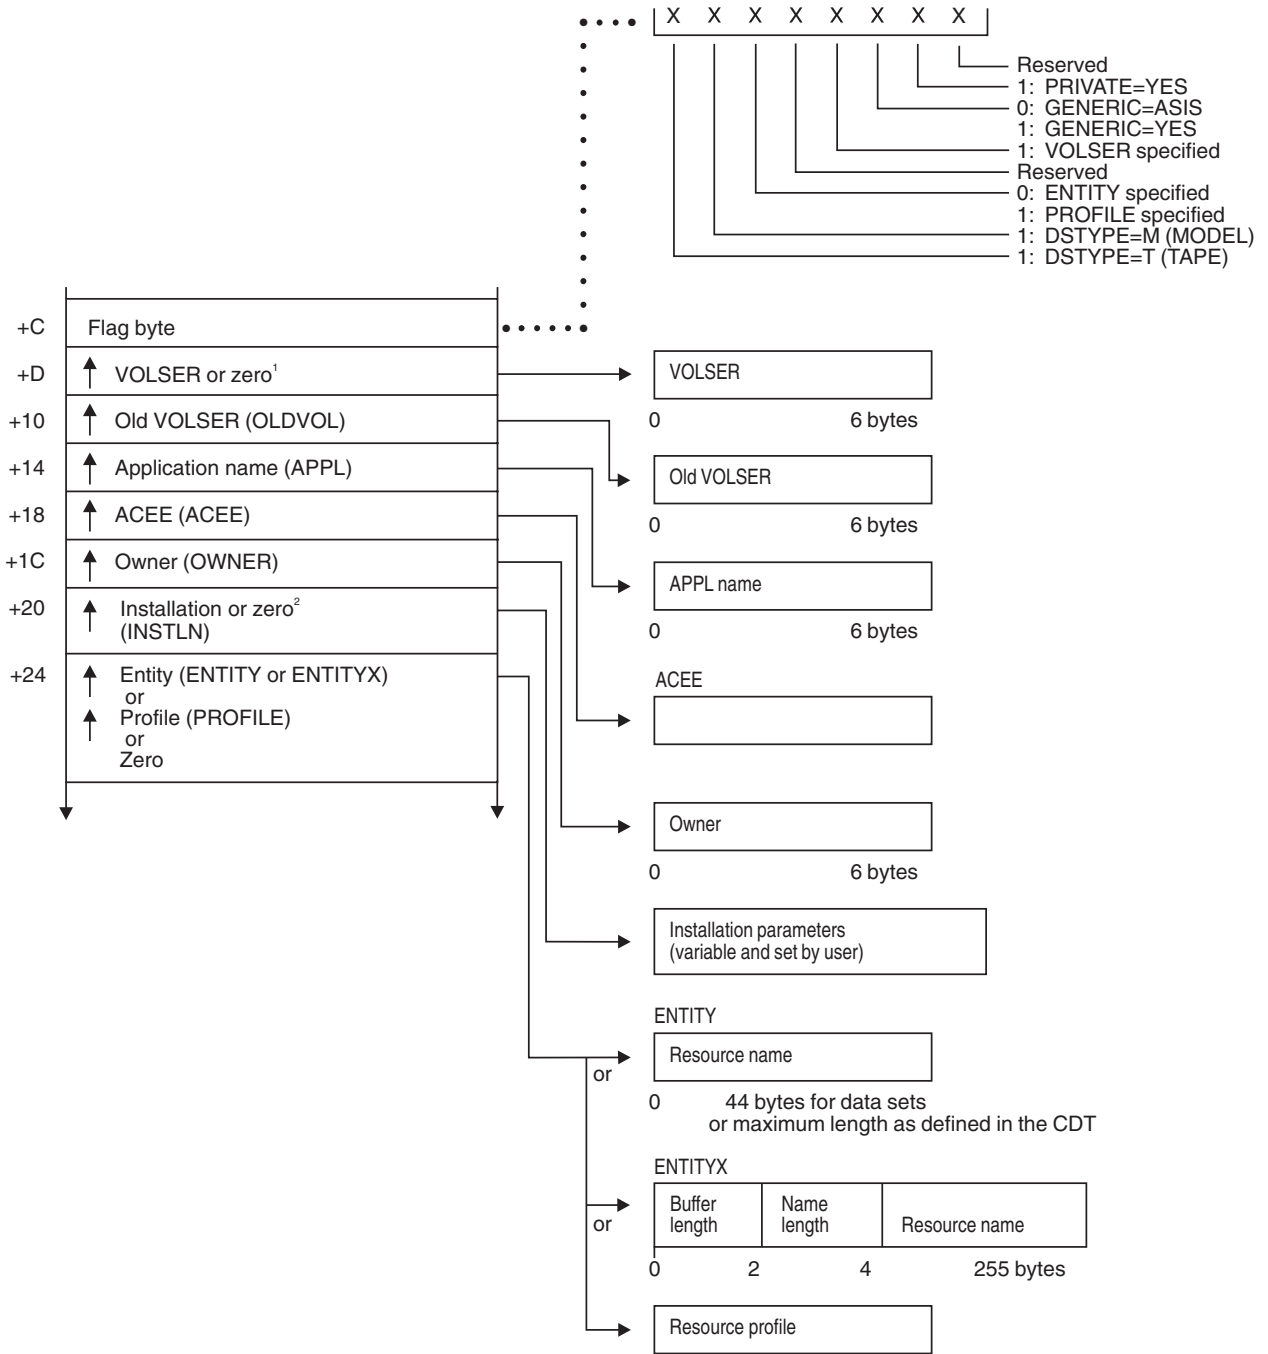 X X X X X X X X
Reserved
1: PRIVATE=YES
0: GENERIC=ASIS
1: GENERIC=YES
1: VOLSER specified
Reserved
0: ENTITY specified
1: PROFILE specified
1: DSTYPE=M (MODEL)
1: DSTYPE=T (TAPE)
+C Flag byte
+D VOLSER or zero¹
+10 Old VOLSER (OLDVOL)
+14 Application name (APPL)
+18 ACEE (ACEE)
+1C Owner (OWNER)
+20 Installation or zero²
(INSTLN)
+24 Entity (ENTITY or ENTITYX)
or
Profile (PROFILE)
or
Zero
VOLSER
0 6 bytes
Old VOLSER
0 6 bytes
APPL name
0 6 bytes
ACEE
Owner
0 6 bytes
Installation parameters
(variable and set by user)
ENTITY
Resource name
or
0 44 bytes for data sets
or maximum length as defined in the CDT
ENTITYX
Buffer
length
Name
length
Resource name
or
0 2 4 255 bytes
Resource profile